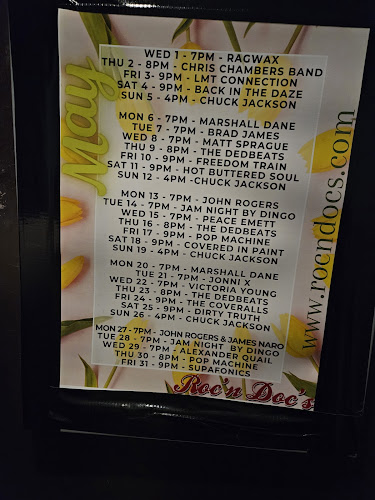 May
WED 1 - 7PM - RAGWAX
THU 2 - 8PM - CHRIS CHAMBERS BAND
FRI 3- 9PM - LMT CONNECTION
SAT 4 - 9PM - BACK IN THE DAZE
SUN 5 - 4PM - CHUCK JACKSON
MON 6 - 7PM - MARSHALL DANE
TUE 7 - 7PM - BRAD JAMES
WED 8 - 7PM - MATT SPRAGUE
THU 9 - 8PM - THE DEDBEATS
FRI 10 - 9PM - FREEDOM TRAIN
SAT 11 - 9PM - HOT BUTTERED SOUL
SUN 12 - 4PM -CHUCK JACKSON
MON 13 - 7PM - JOHN ROGERS
TUE 14 - 7PM - JAM NIGHT BY DINGO
WED 15 - 7PM - PEACE EMETT
THU 16 - 8PM - THE DEDBEATS
FRI 17 - 9PM - POP MACHINE
SAT 18 - 9PM - COVERED IN PAINT
SUN 19 - 4PM - CHUCK JACKSON
MON 20 - 7PM - MARSHALL DANE
TUE 21 - 7PM - JONNI X
WED 22 - 7PM - VICTORIA YOUNG
THU 23 - 8PM - THE DEDBEATS
FRI 24 - 9PM - THE COVERALLS
SAT 25 - 9PM - DIRTY TRUTH
SUN 26 - 4PM - CHUCK JACKSON
MON 27 - 7PM - JOHN ROGERS & JAMES NARO
TUE 28 - 7PM - JAM NIGHT BY DINGO
WED 29 - 7PM - ALEXANDER QUAIL
THU 30 - 8PM - POP MACHINE
FRI 31 - 9PM - SUPAFONICS
www.rocndocs.com
Roc'n Doc's